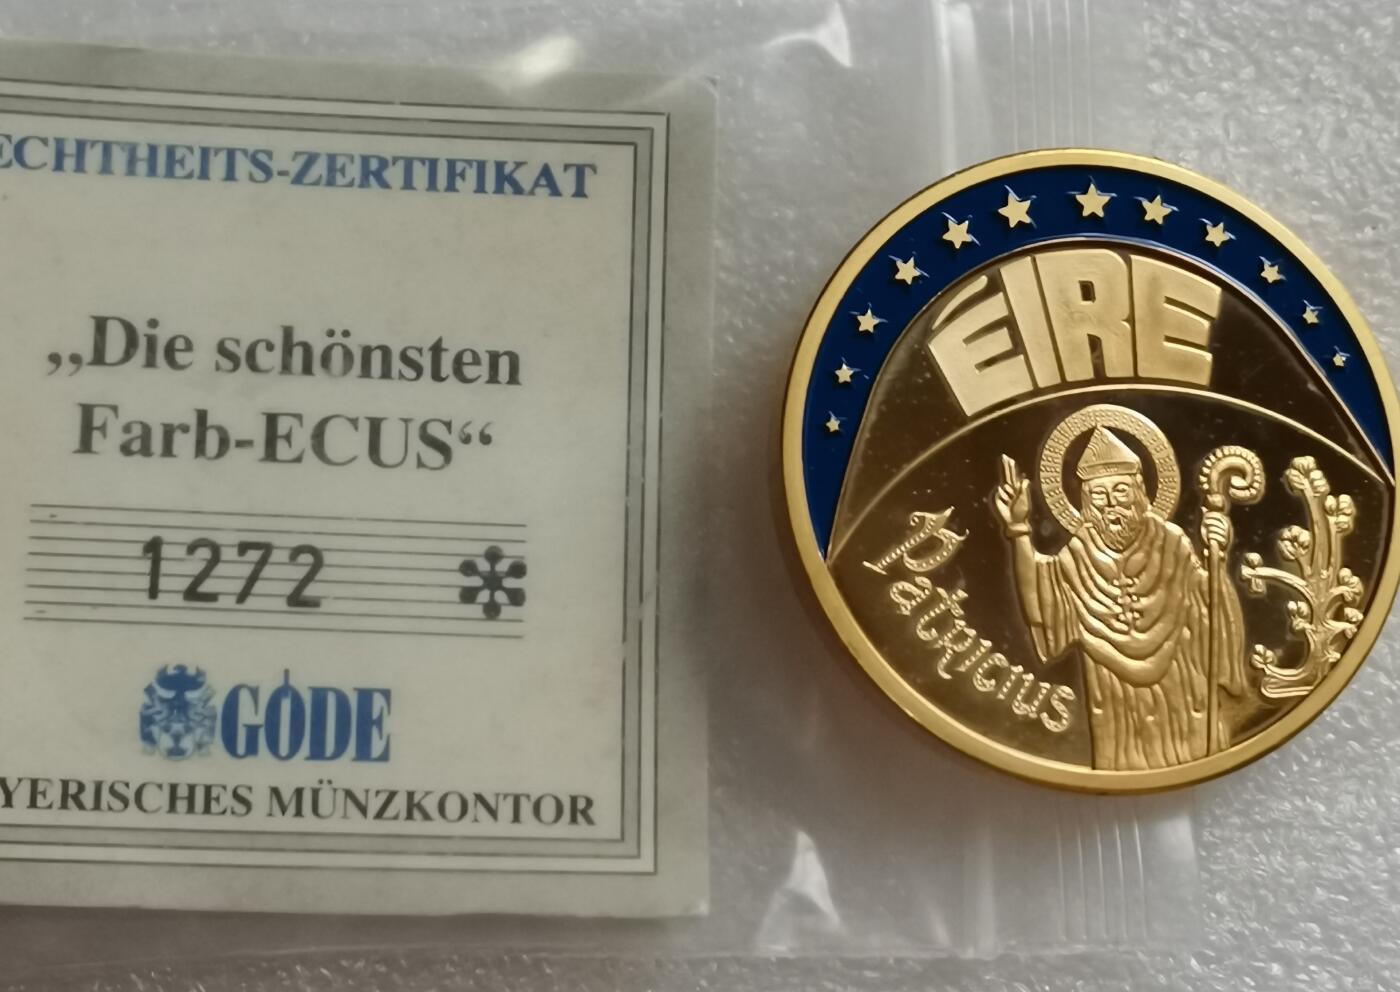 ECHTHEITS-ZERTIFIKAT
„Die schönsten
Farb-ECUS“
1272 *
GÖDE
YERISCHES MÜNZKONTOR
ÉIRE
Patricius